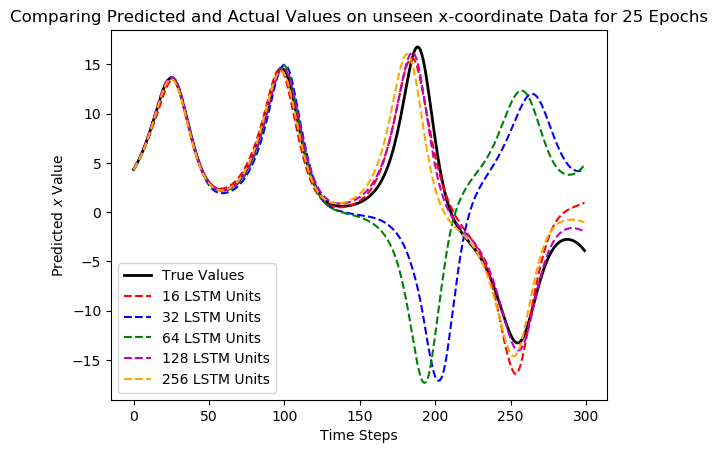 Comparing Predicted and Actual Values on unseen x-coordinate Data for 25 Epochs
Predicted x Value
15
10
5
0
−5
−10
−15
True Values
16 LSTM Units
32 LSTM Units
64 LSTM Units
128 LSTM Units
256 LSTM Units
0 50 100 150 200 250 300
Time Steps